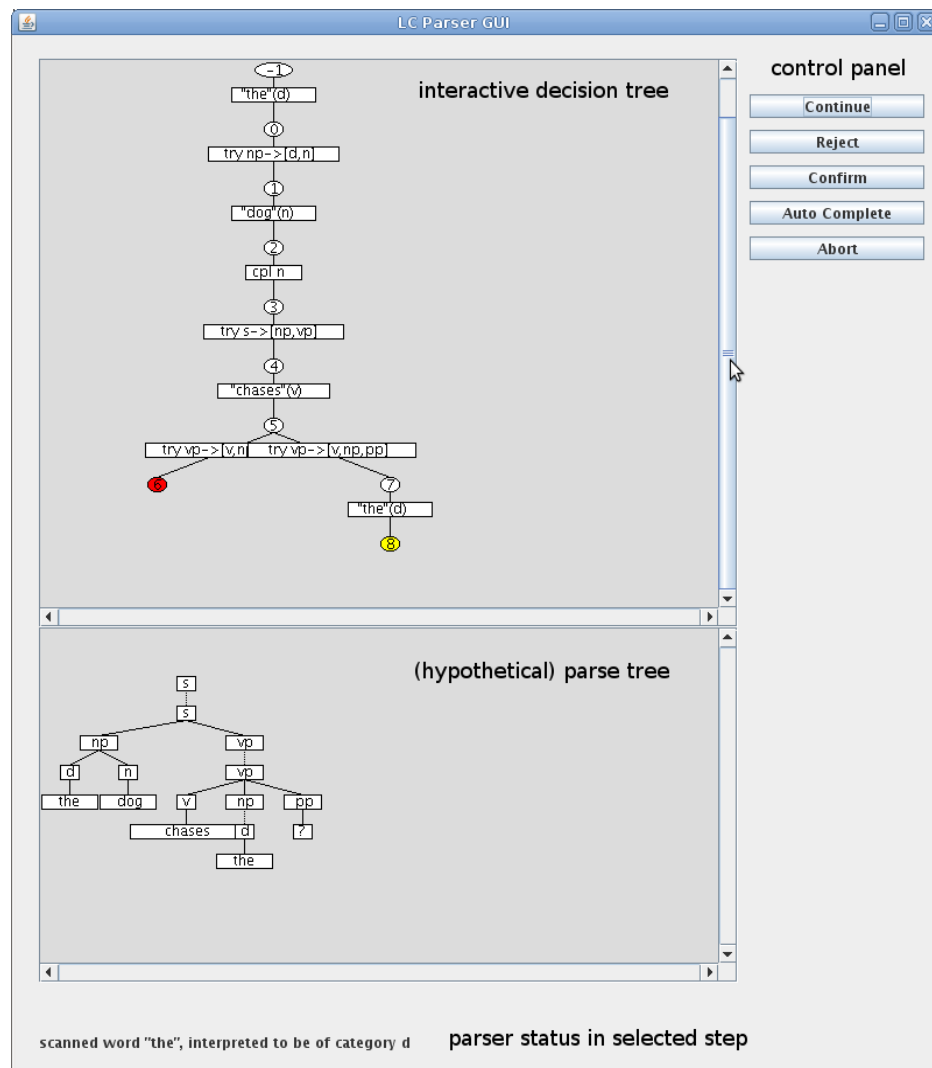 LC Parser GUI
control panel
interactive decision tree
-1
"the"(d)
0
try np->[d,n]
1
"dog"(n)
2
cpl n
3
try s->[np,vp]
4
"chases"(v)
5
try vp->[v,n try vp->[v,np,pp]
6 7
"the"(d)
8
Continue
Reject
Confirm
Auto Complete
Abort
(hypothetical) parse tree
s
s
np vp
d n vp
the dog v np pp
chases d ?
the
scanned word "the", interpreted to be of category d
parser status in selected step